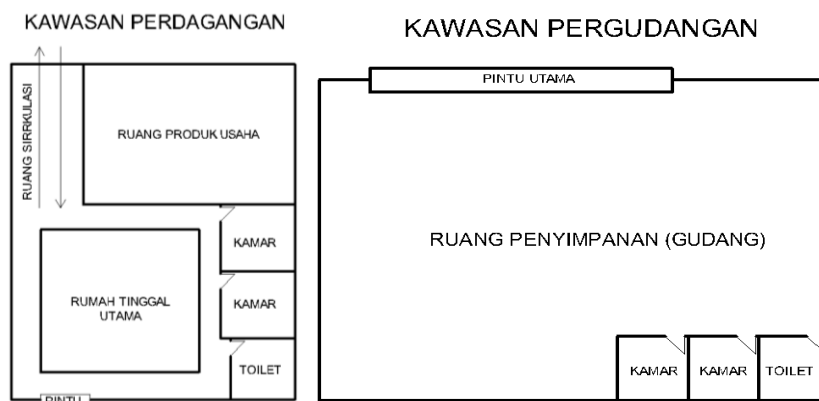 KAWASAN PERDAGANGAN
RUANG SIRRKULASI
RUANG PRODUK USAHA
KAMAR
RUMAH TINGGAL
UTAMA
KAMAR
TOILET
PINTU
KAWASAN PERGUDANGAN
PINTU UTAMA
RUANG PENYIMPANAN (GUDANG)
KAMAR
KAMAR
TOILET